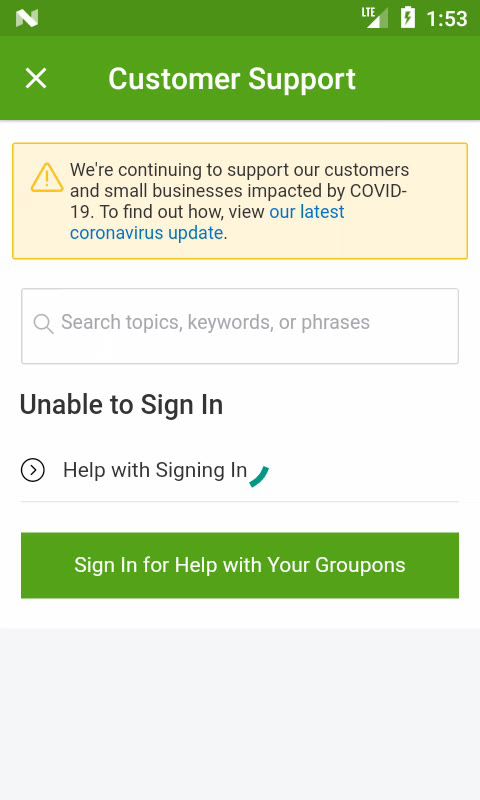 LTE 1:53
Customer Support
We're continuing to support our customers
and small businesses impacted by COVID-
19. To find out how, view our latest
coronavirus update.
Search topics, keywords, or phrases
Unable to Sign In
Help with Signing In
Sign In for Help with Your Groupons